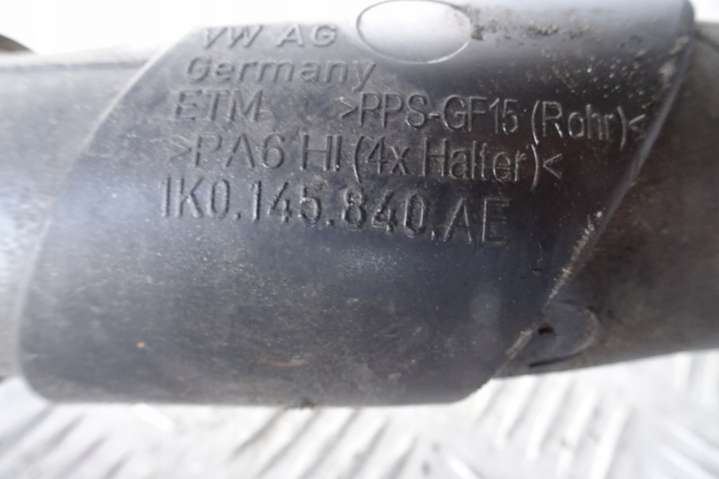 VW AG
Germany
ETM >PPS-GF15 (Rohr)<
>PA6 HI (4x Halter)<
1K0.145.840.AE